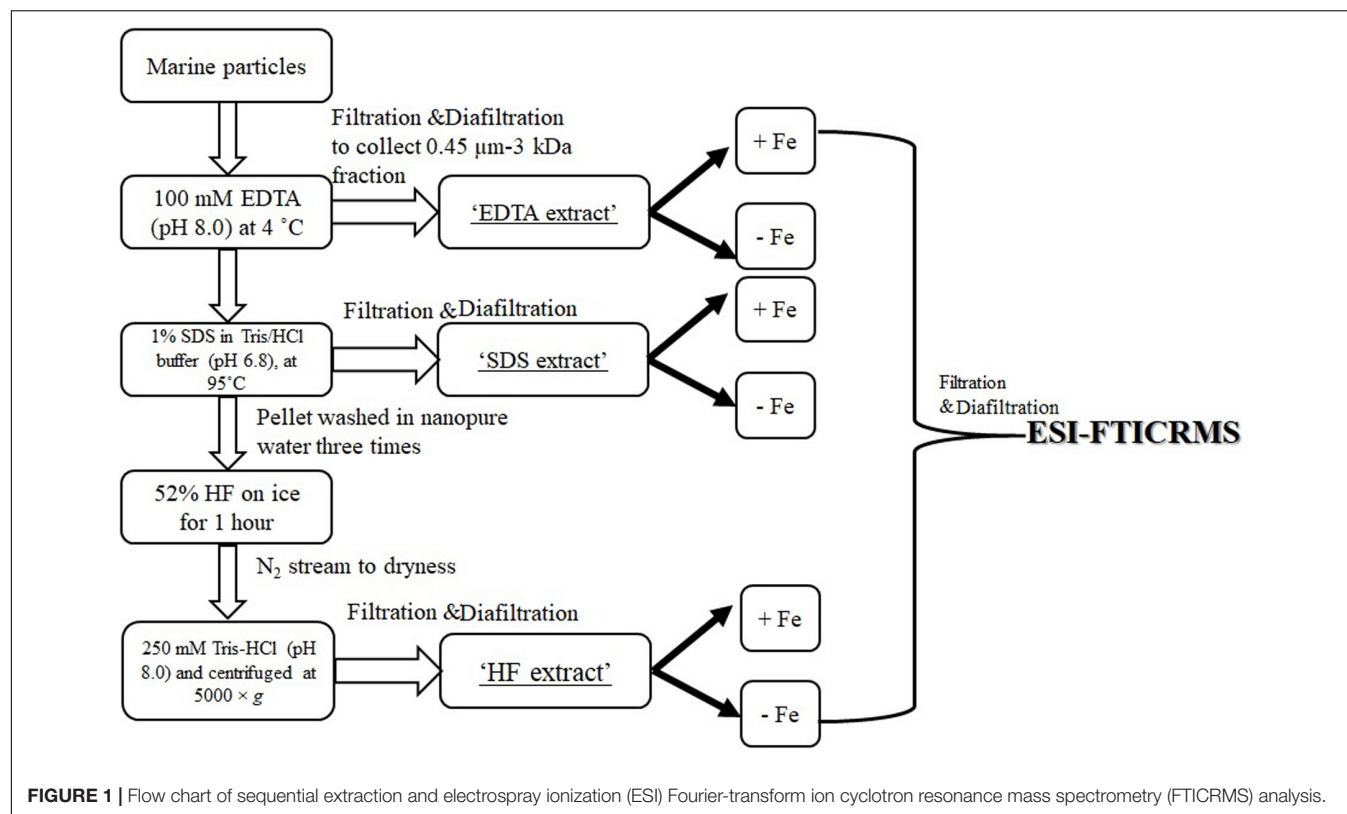 Marine particles
Filtration &Diafiltration
to collect 0.45 μm-3 kDa
fraction
100 mM EDTA
(pH 8.0) at 4 ˚C
‘EDTA extract’
+ Fe
- Fe
1% SDS in Tris/HCl
buffer (pH 6.8), at
95˚C
Filtration &Diafiltration
‘SDS extract’
+ Fe
- Fe
Pellet washed in nanopure
water three times
52% HF on ice
for 1 hour
N₂ stream to dryness
250 mM Tris-HCl (pH
8.0) and centrifuged at
5000 × g
Filtration &Diafiltration
‘HF extract’
+ Fe
- Fe
Filtration
&Diafiltration
ESI-FTICRMS
FIGURE 1 | Flow chart of sequential extraction and electrospray ionization (ESI) Fourier-transform ion cyclotron resonance mass spectrometry (FTICRMS) analysis.